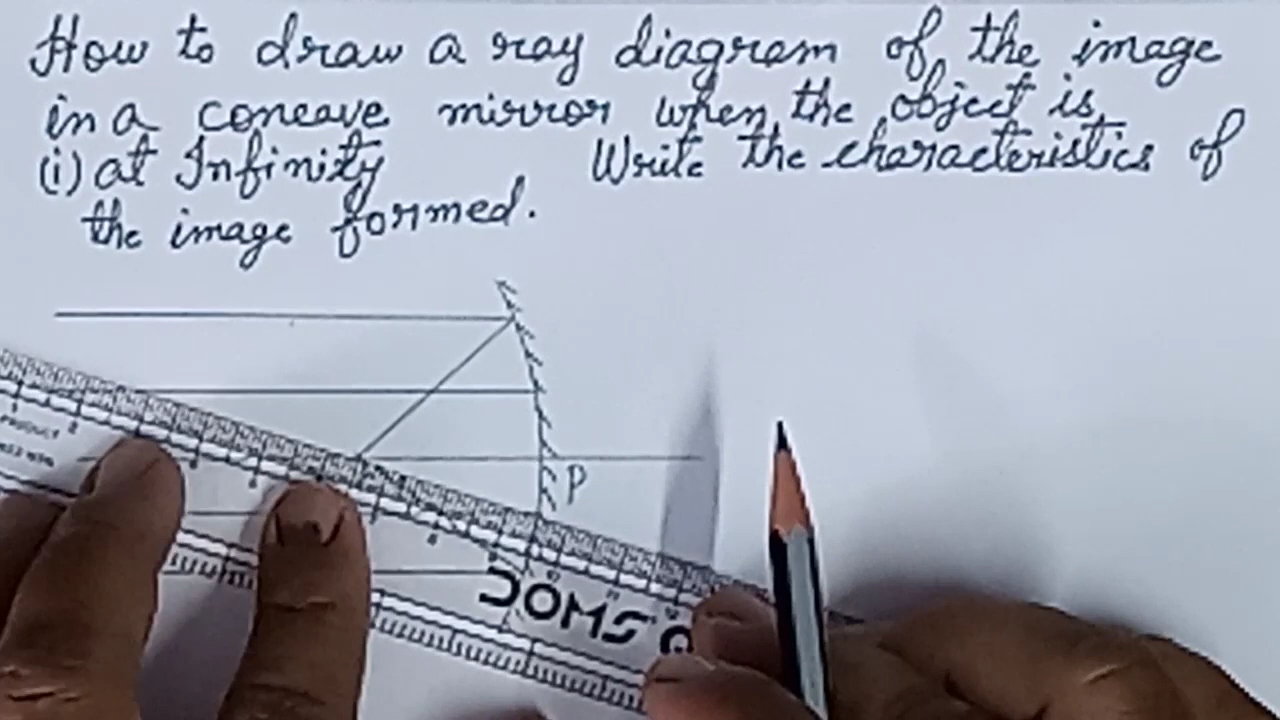 How to draw a ray diagram of the image
in a concave mirror when the object is
(i) at Infinity Write the characteristics of
the image formed.
P
DOMS